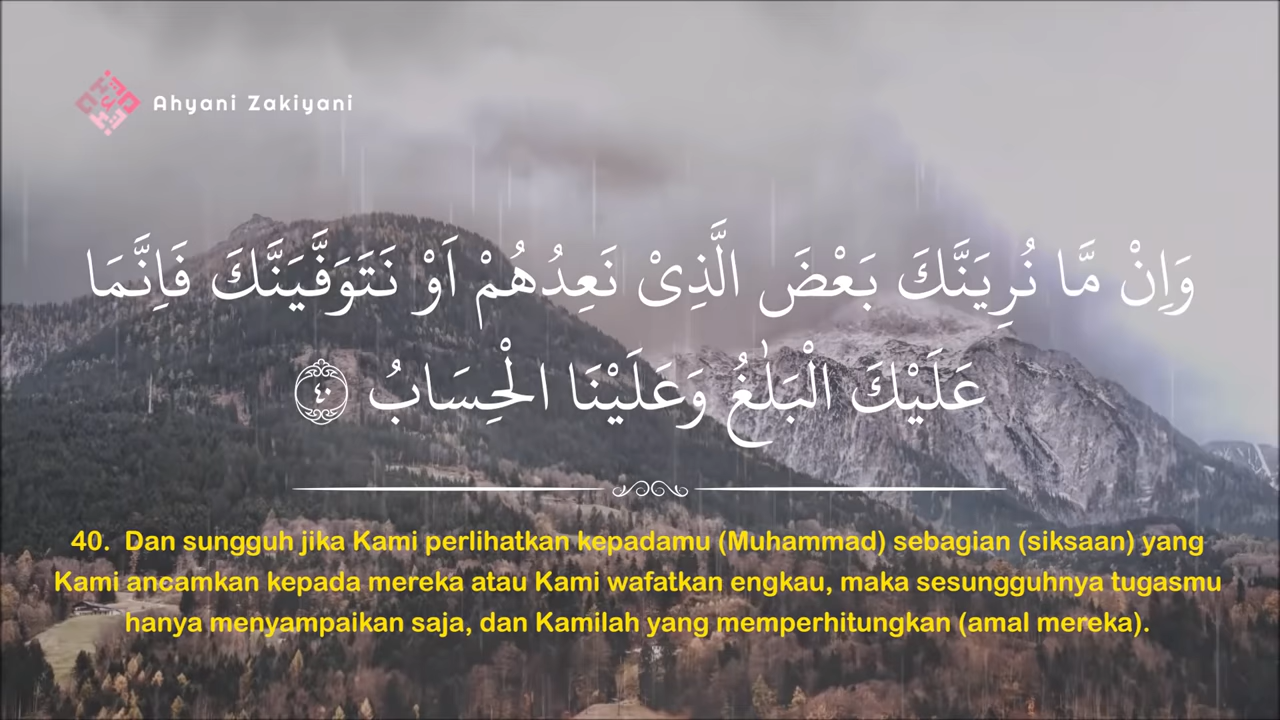 Ahyani Zakiyani
وَاِنْ مَّا نُرِيَنَّكَ بَعْضَ الَّذِيْ نَعِدُهُمْ اَوْ نَتَوَفَّيَنَّكَ فَاِنَّمَا
عَلَيْكَ الْبَلٰغُ وَعَلَيْنَا الْحِسَابُ ٤٠
40. Dan sungguh jika Kami perlihatkan kepadamu (Muhammad) sebagian (siksaan) yang
Kami ancamkan kepada mereka atau Kami wafatkan engkau, maka sesungguhnya tugasmu
hanya menyampaikan saja, dan Kamilah yang memperhitungkan (amal mereka).